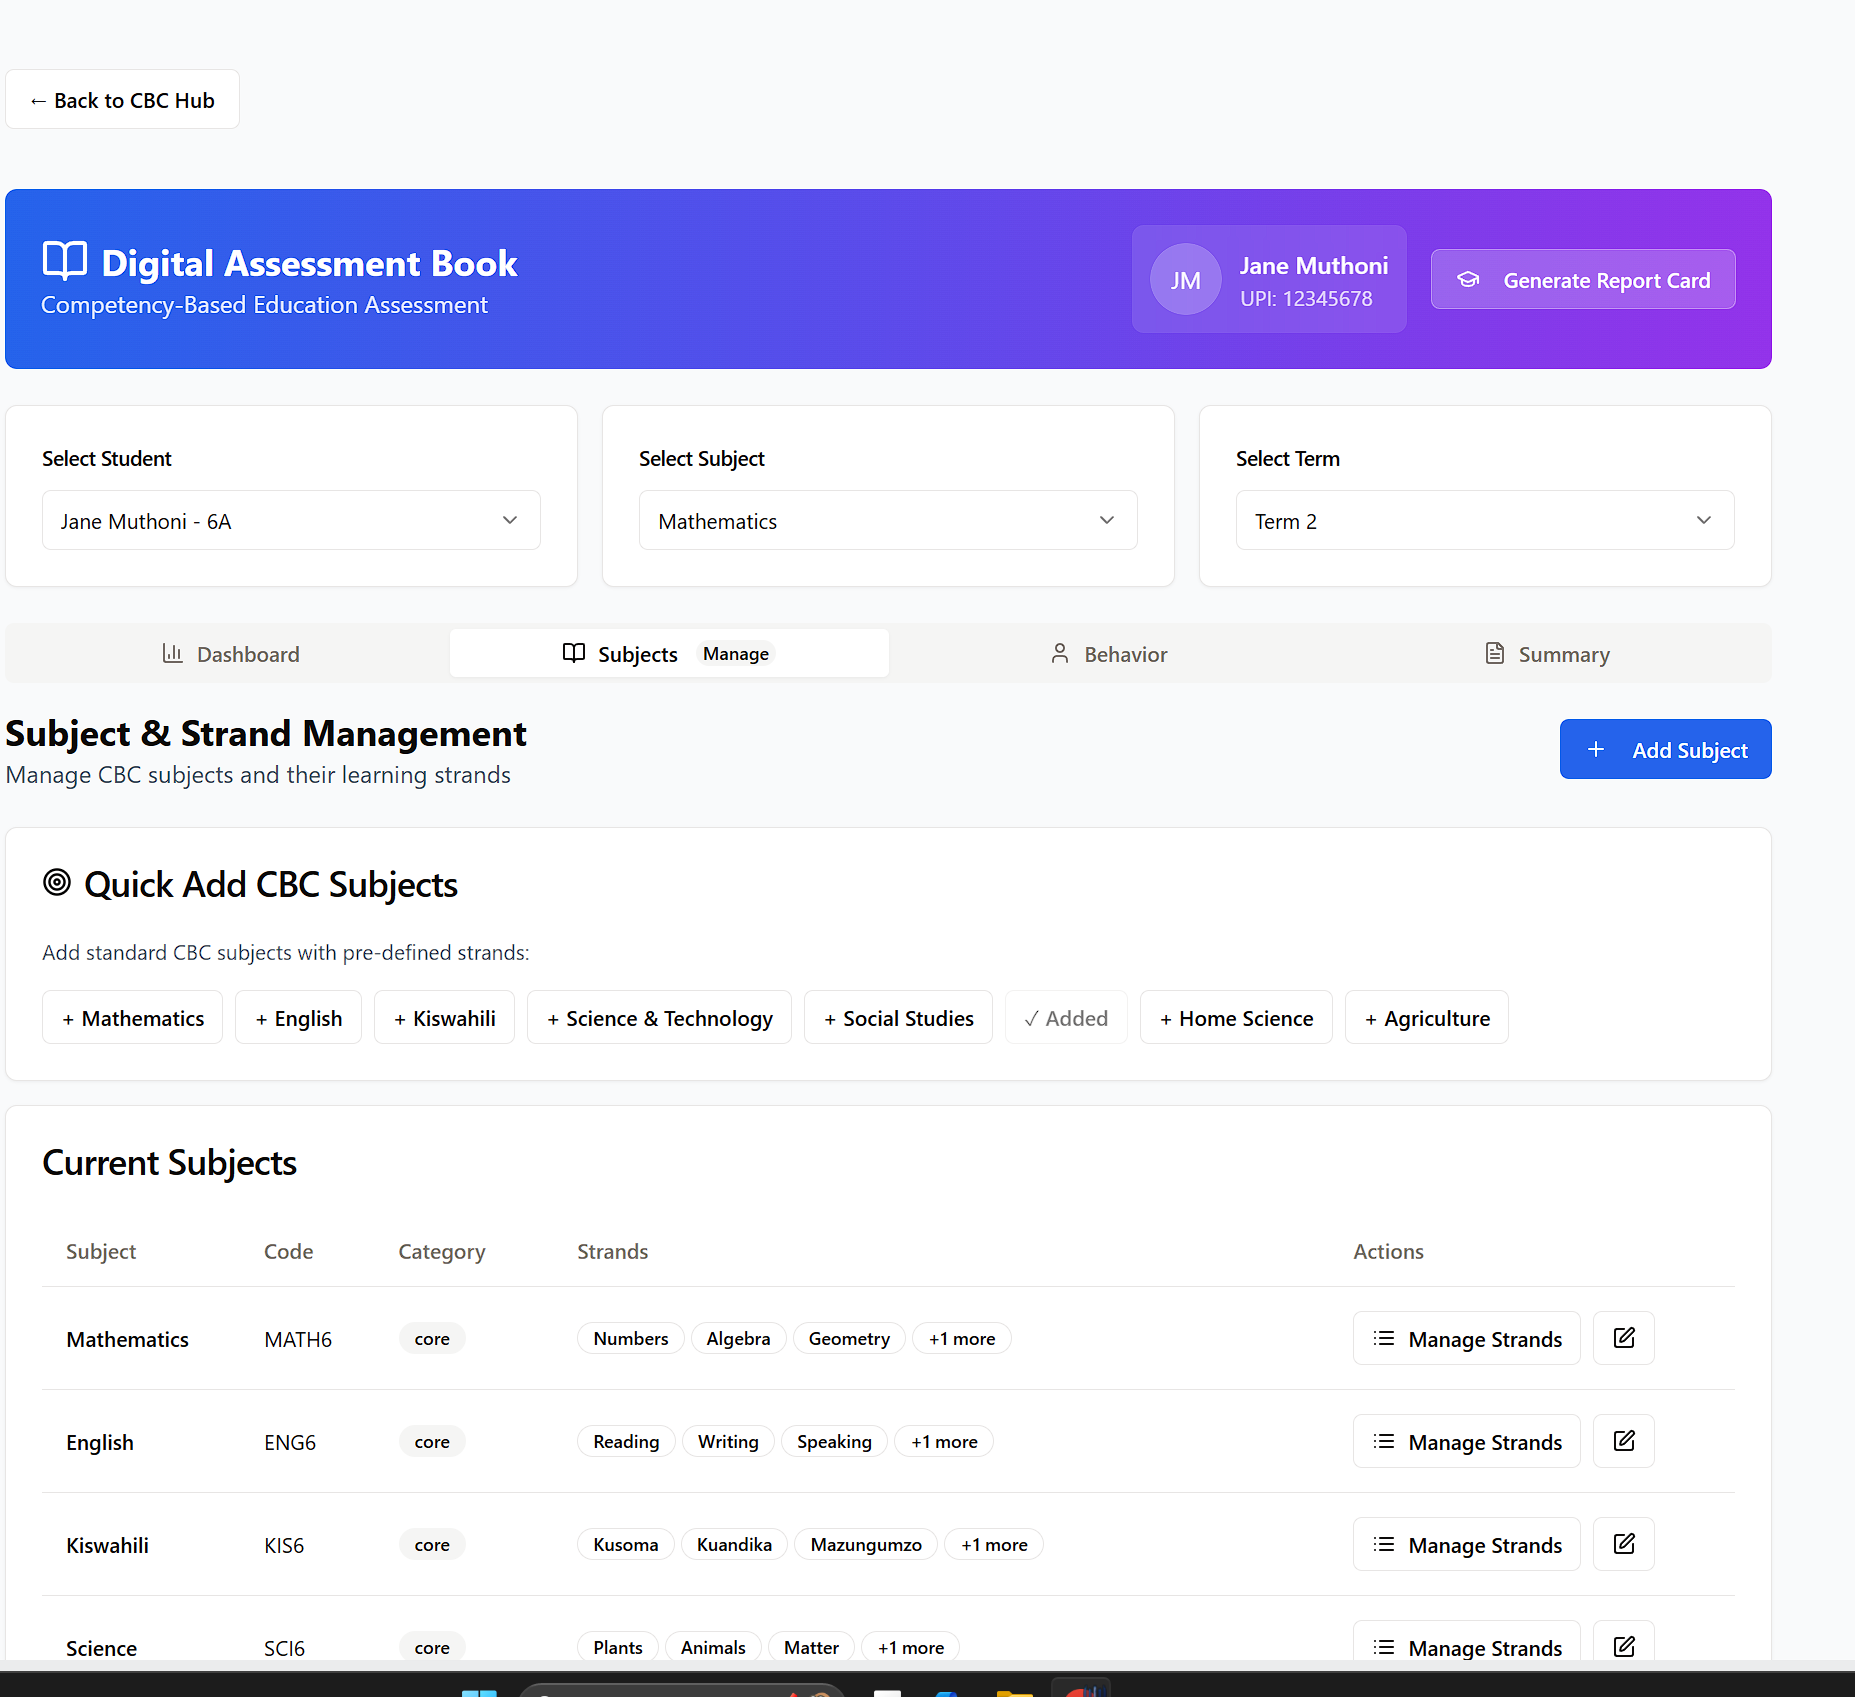 ← Back to CBC Hub
Digital Assessment Book
Competency-Based Education Assessment
JM
Jane Muthoni
UPI: 12345678
Generate Report Card
Select Student
Jane Muthoni - 6A
Select Subject
Mathematics
Select Term
Term 2
Dashboard
Subjects Manage
Behavior
Summary
Subject & Strand Management
Manage CBC subjects and their learning strands
+ Add Subject
Quick Add CBC Subjects
Add standard CBC subjects with pre-defined strands:
+ Mathematics + English + Kiswahili + Science & Technology + Social Studies ✓ Added + Home Science + Agriculture
Current Subjects
Subject Code Category Strands Actions
Mathematics MATH6 core Numbers Algebra Geometry +1 more Manage Strands
English ENG6 core Reading Writing Speaking +1 more Manage Strands
Kiswahili KIS6 core Kusoma Kuandika Mazungumzo +1 more Manage Strands
Science SCI6 core Plants Animals Matter +1 more Manage Strands